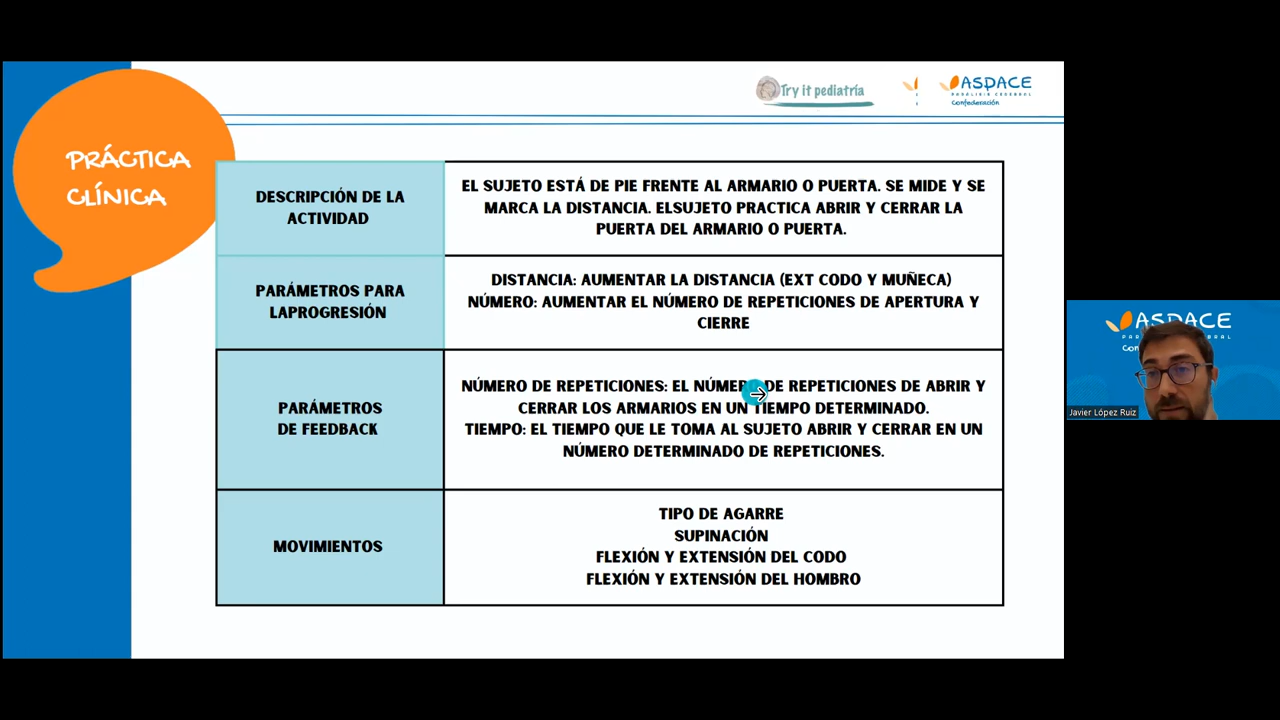 Try it pediatría
ASPACE
PARÁLISIS CEREBRAL
Confederación
PRÁCTICA
CLÍNICA
DESCRIPCIÓN DE LA
ACTIVIDAD
EL SUJETO ESTÁ DE PIE FRENTE AL ARMARIO O PUERTA. SE MIDE Y SE
MARCA LA DISTANCIA. ELSUJETO PRACTICA ABRIR Y CERRAR LA
PUERTA DEL ARMARIO O PUERTA.
PARÁMETROS PARA
LAPROGRESIÓN
DISTANCIA: AUMENTAR LA DISTANCIA (EXT CODO Y MUÑECA)
NÚMERO: AUMENTAR EL NÚMERO DE REPETICIONES DE APERTURA Y
CIERRE
PARÁMETROS
DE FEEDBACK
NÚMERO DE REPETICIONES: EL NÚMERO DE REPETICIONES DE ABRIR Y
CERRAR LOS ARMARIOS EN UN TIEMPO DETERMINADO.
TIEMPO: EL TIEMPO QUE LE TOMA AL SUJETO ABRIR Y CERRAR EN UN
NÚMERO DETERMINADO DE REPETICIONES.
MOVIMIENTOS
TIPO DE AGARRE
SUPINACIÓN
FLEXIÓN Y EXTENSIÓN DEL CODO
FLEXIÓN Y EXTENSIÓN DEL HOMBRO
ASPACE
Javier López Ruiz